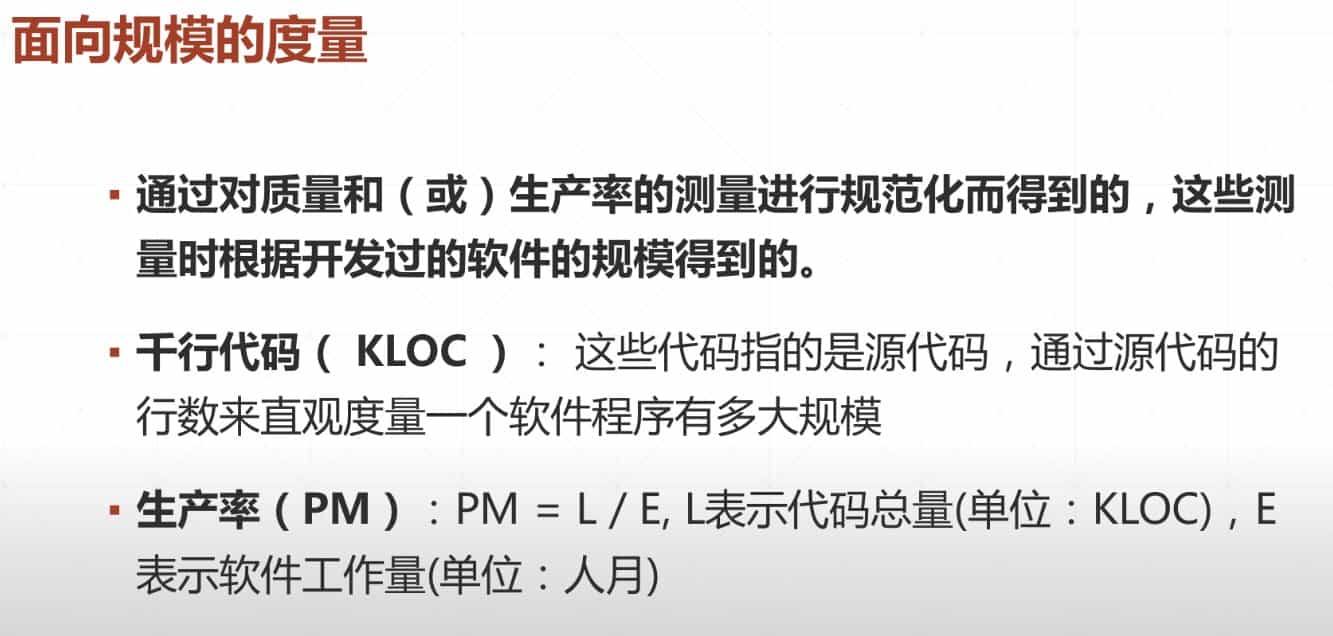 面向规模的度量
▪ 通过对质量和（或）生产率的测量进行规范化而得到的，这些测
量时根据开发过的软件的规模得到的。
▪ 千行代码（ KLOC ）： 这些代码指的是源代码，通过源代码的
行数来直观度量一个软件程序有多大规模
▪ 生产率（PM）：PM = L / E, L表示代码总量(单位：KLOC)，E
表示软件工作量(单位：人月)